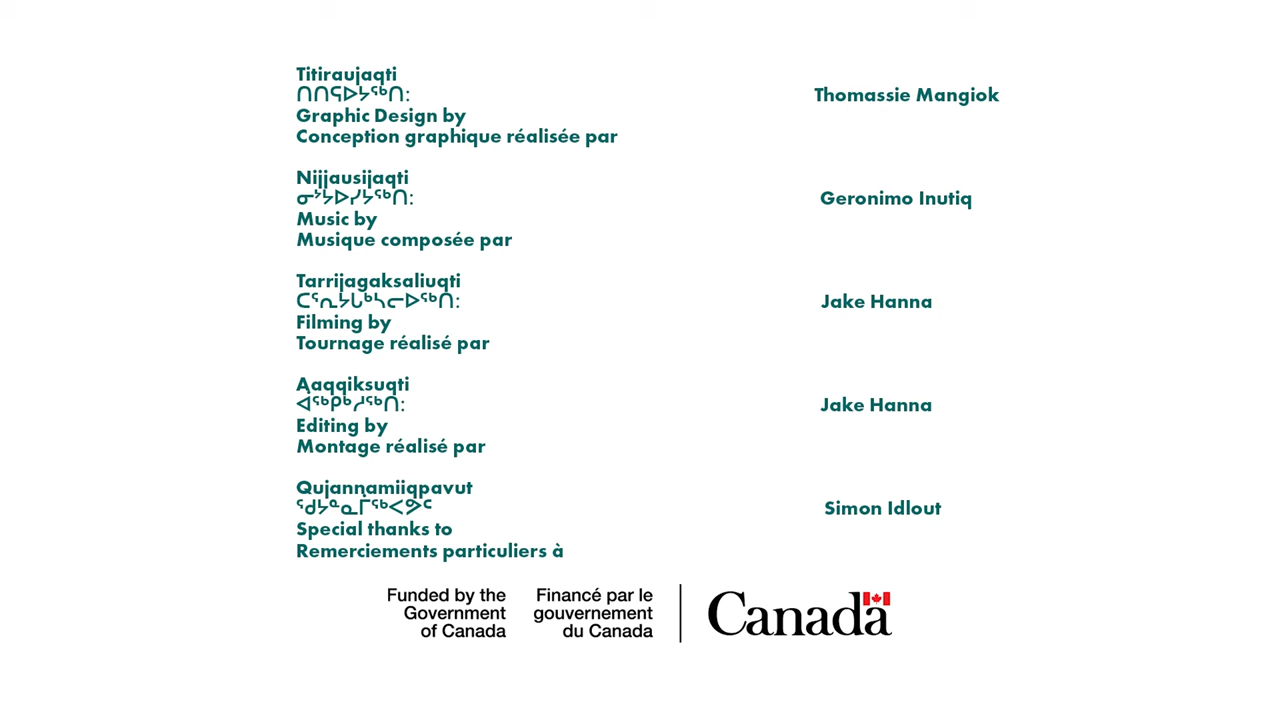 Titiraujaqti
ᑎᑎᕋᐅᔭᖅᑎ:
Graphic Design by
Conception graphique réalisée par
Thomassie Mangiok
Nijjausijaqti
ᓂᔾᔭᐅᓯᔭᖅᑎ:
Music by
Musique composée par
Geronimo Inutiq
Tarrijagaksaliuqti
ᑕᕐᕆᔭᒐᒃᓴᓕᐅᖅᑎ:
Filming by
Tournage réalisé par
Jake Hanna
Aaqqiksuqti
ᐋᖅᑭᒃᓱᖅᑎ:
Editing by
Montage réalisé par
Jake Hanna
Qujannamiiqpavut
ᖁᔭᓐᓇᒦᖅᐸᕗᑦ
Special thanks to
Remerciements particuliers à
Simon Idlout
Funded by the
Government
of Canada
Financé par le
gouvernement
du Canada
Canada